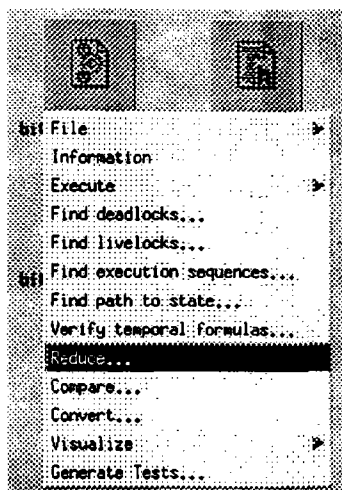 File
Information
Execute
Find deadlocks...
Find livelocks...
Find execution sequences...
Find path to state...
Verify temporal formulas...
Reduce...
Compare...
Convert...
Visualize
Generate Tests...